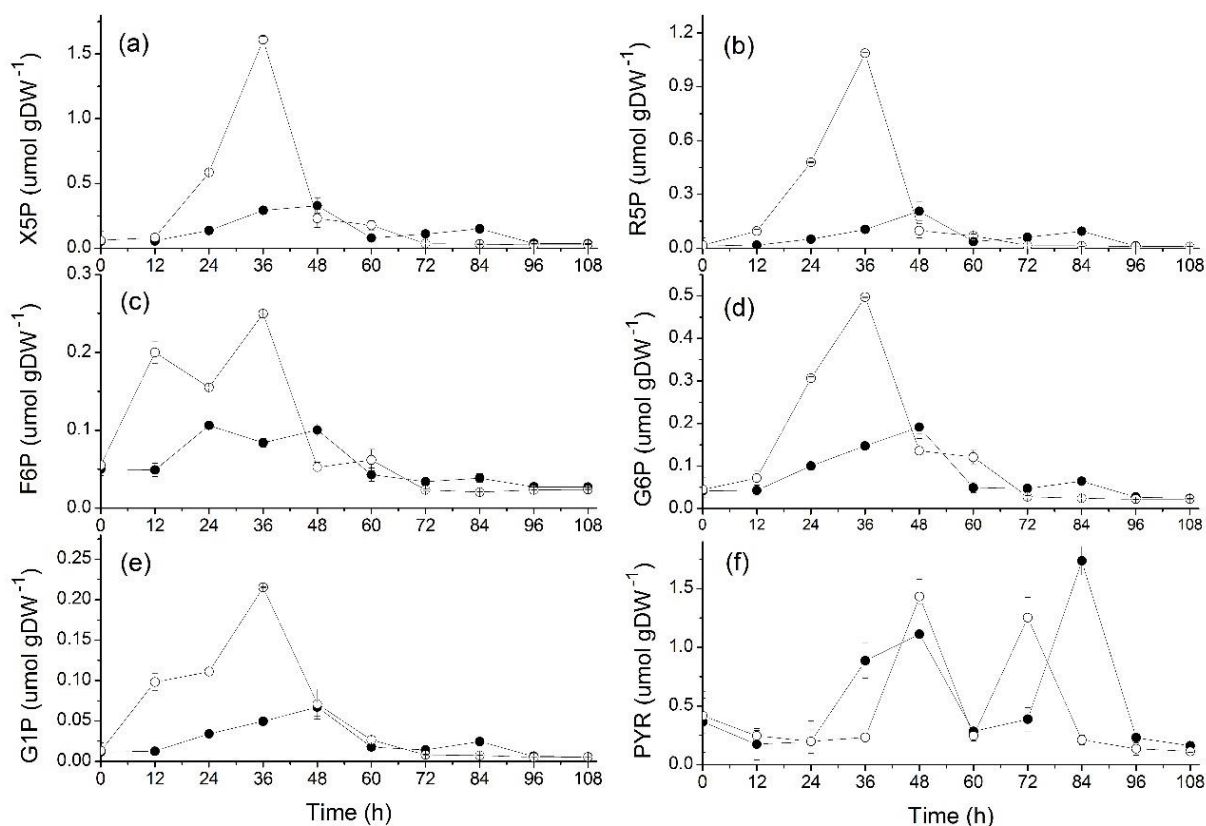 (a)
X5P (umol gDW⁻¹)
1.5
1.0
0.5
0.0
0 12 24 36 48 60 72 84 96 108
(b)
R5P (umol gDW⁻¹)
1.2
0.9
0.6
0.3
0.0
0 12 24 36 48 60 72 84 96 108
(c)
F6P (umol gDW⁻¹)
0.3
0.2
0.1
0.0
0 12 24 36 48 60 72 84 96 108
(d)
G6P (umol gDW⁻¹)
0.5
0.4
0.3
0.2
0.1
0.0
0 12 24 36 48 60 72 84 96 108
(e)
G1P (umol gDW⁻¹)
0.25
0.20
0.15
0.10
0.05
0.00
0 12 24 36 48 60 72 84 96 108
Time (h)
(f)
PYR (umol gDW⁻¹)
1.5
1.0
0.5
0.0
0 12 24 36 48 60 72 84 96 108
Time (h)